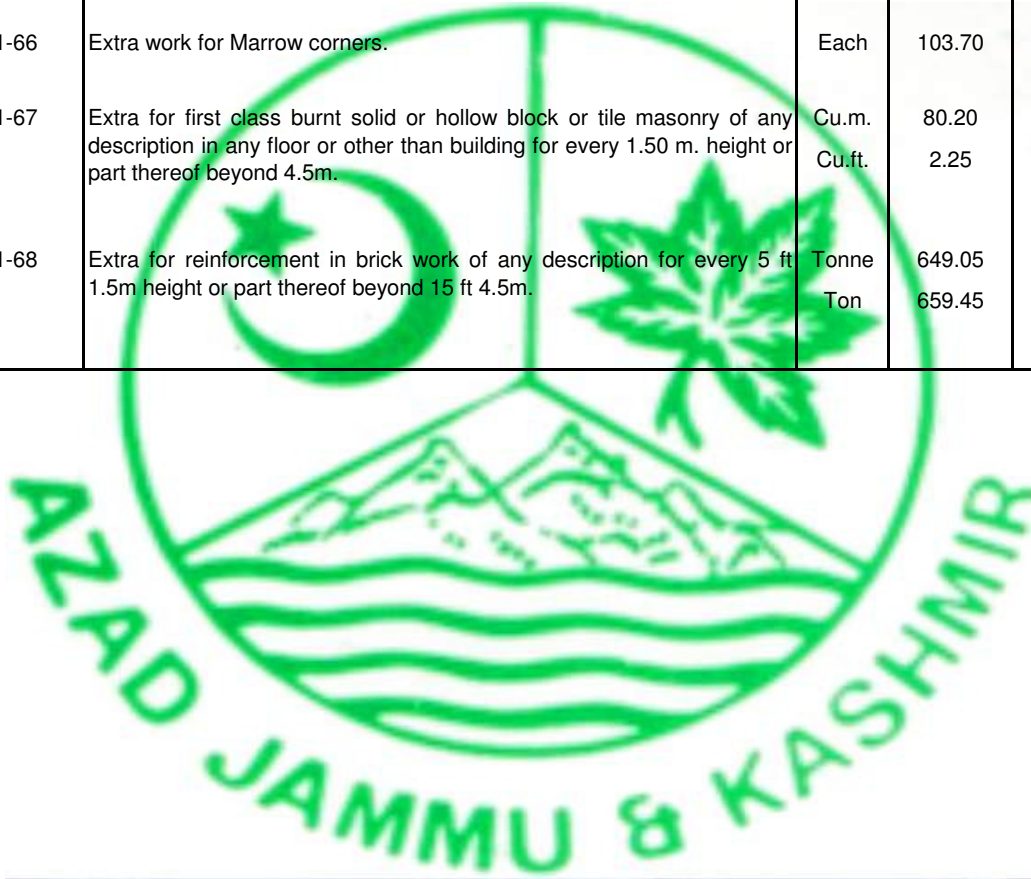 1-66 Extra work for Marrow corners. Each 103.70
1-67 Extra for first class burnt solid or hollow block or tile masonry of any Cu.m. 80.20
description in any floor or other than building for every 1.50 m. height or Cu.ft. 2.25
part thereof beyond 4.5m.
1-68 Extra for reinforcement in brick work of any description for every 5 ft Tonne 649.05
1.5m height or part thereof beyond 15 ft 4.5m. Ton 659.45
AZAD JAMMU & KASHMIR